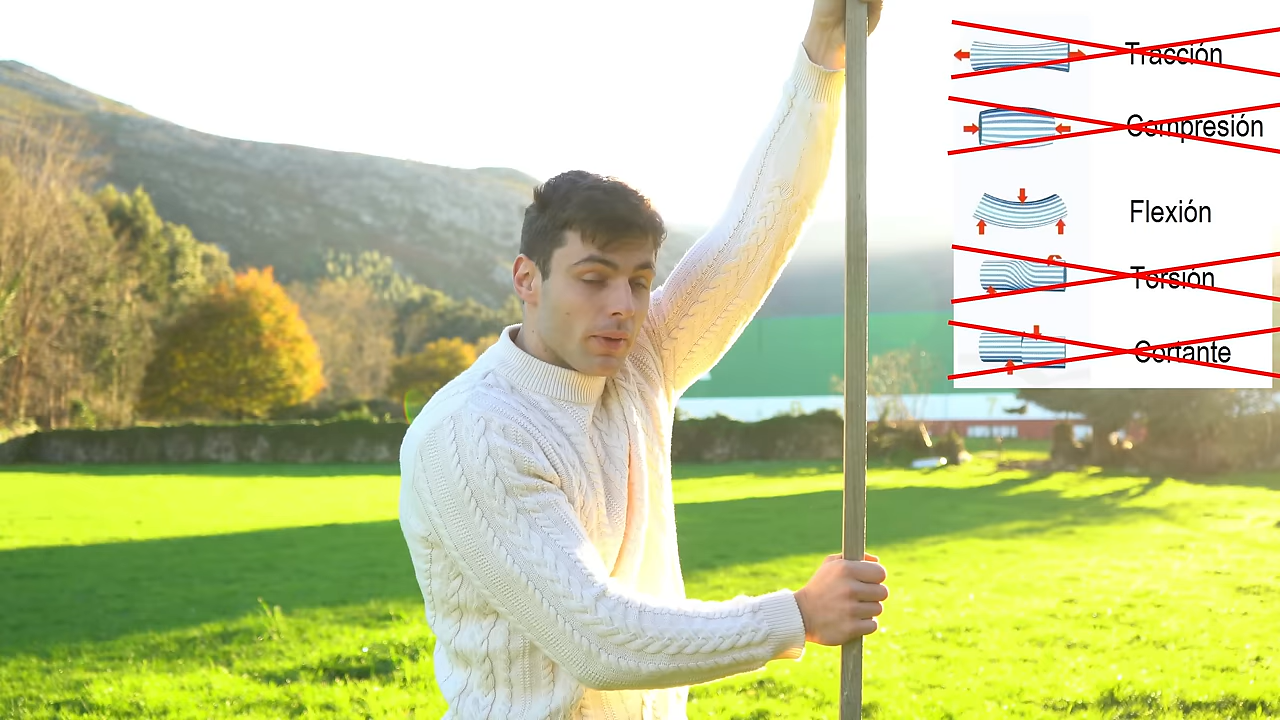 Tracción
Compresión
Flexión
Torsión
Cortante